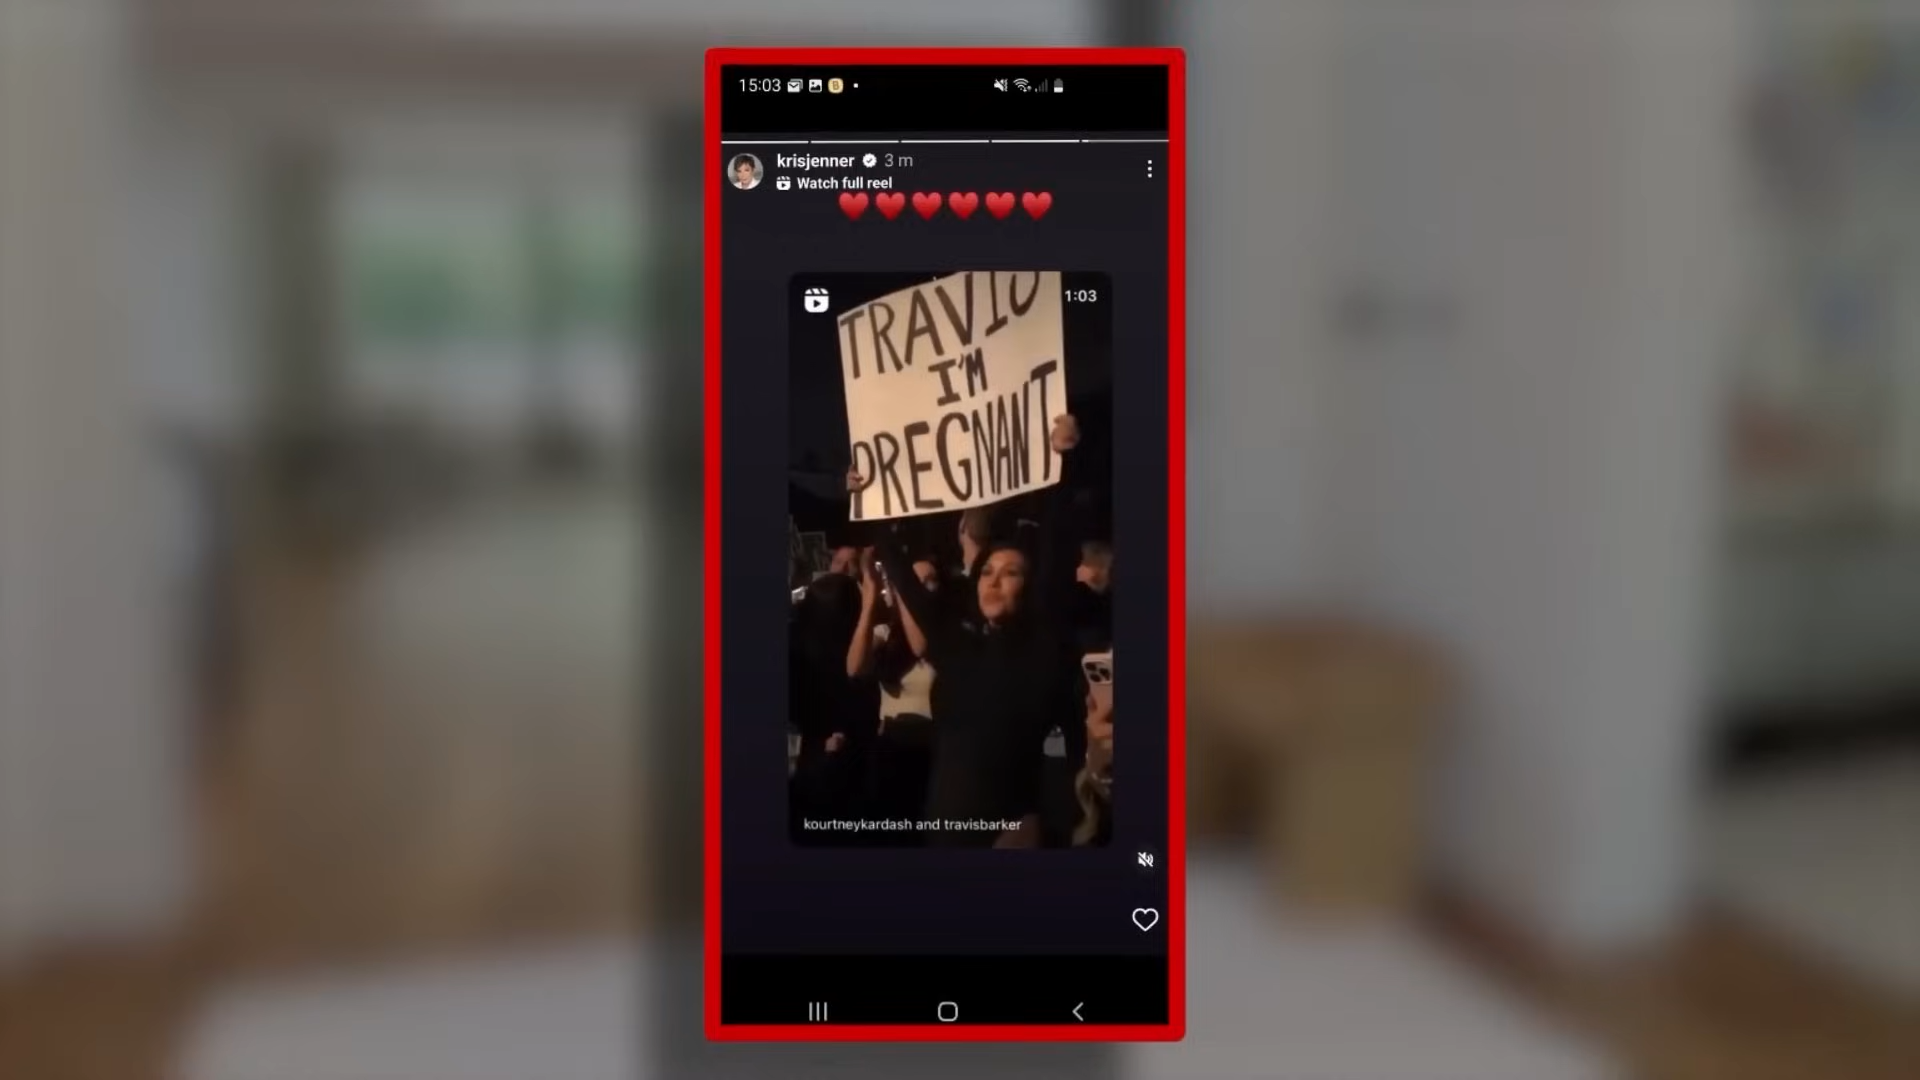 15:03
krisjenner 3 m
Watch full reel
1:03
TRAVIS
I'M
PREGNANT
kourtneykardash and travisbarker